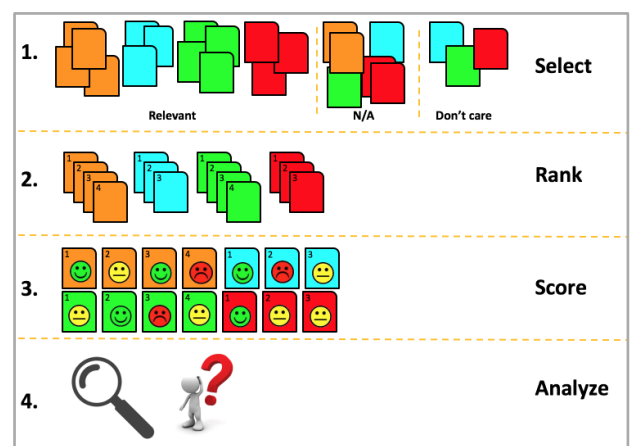 1.
Select
Relevant
N/A
Don't care
2.
1 2 3 4 1 2 3 1 2 3 4 1 2 3
Rank
3.
1 2 3 4 1 2 3
1 2 3 4 1 2 3
Score
4.
?
Analyze